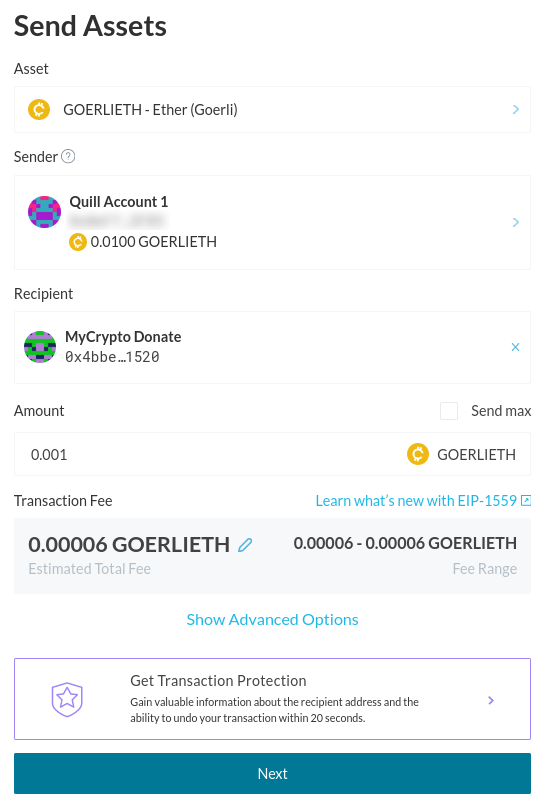 Send Assets
Asset
GOERLIETH - Ether (Goerli)
Sender ?
Quill Account 1
0.0100 GOERLIETH
Recipient
MyCrypto Donate
0x4bbe…1520
Amount
Send max
0.001
GOERLIETH
Transaction Fee
Learn what's new with EIP-1559
0.00006 GOERLIETH
0.00006 - 0.00006 GOERLIETH
Estimated Total Fee
Fee Range
Show Advanced Options
Get Transaction Protection
Gain valuable information about the recipient address and the
ability to undo your transaction within 20 seconds.
Next